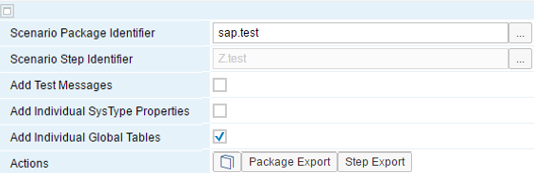 Scenario Package Identifier sap.test ...
Scenario Step Identifier Z.test ...
Add Test Messages
Add Individual SysType Properties
Add Individual Global Tables
Actions Package Export Step Export